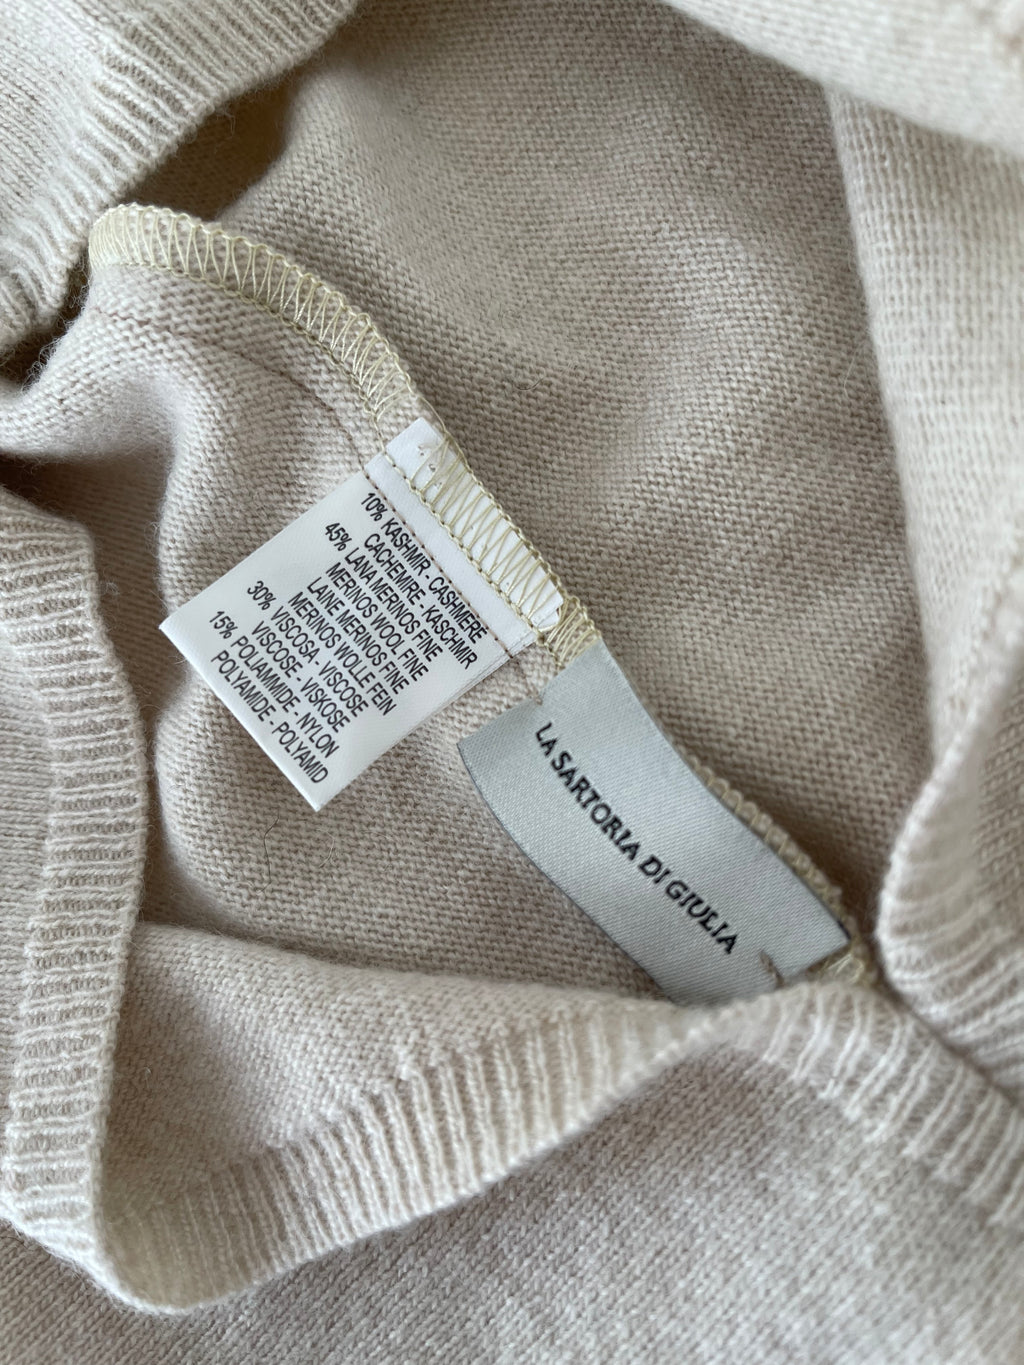 10% KASHMIR - CASHMERE
CACHEMIRE - KASCHMIR
45% LANA MERINOS FINE
MERINOS WOOL FINE
LAINE MERINOS FINE
MERINOS WOLLE FEIN
30% VISCOSA - VISCOSE
VISCOSE - VISKOSE
15% POLIAMMIDE - NYLON
POLYAMIDE - POLYAMID
LA SARTORIA DI GIULIA